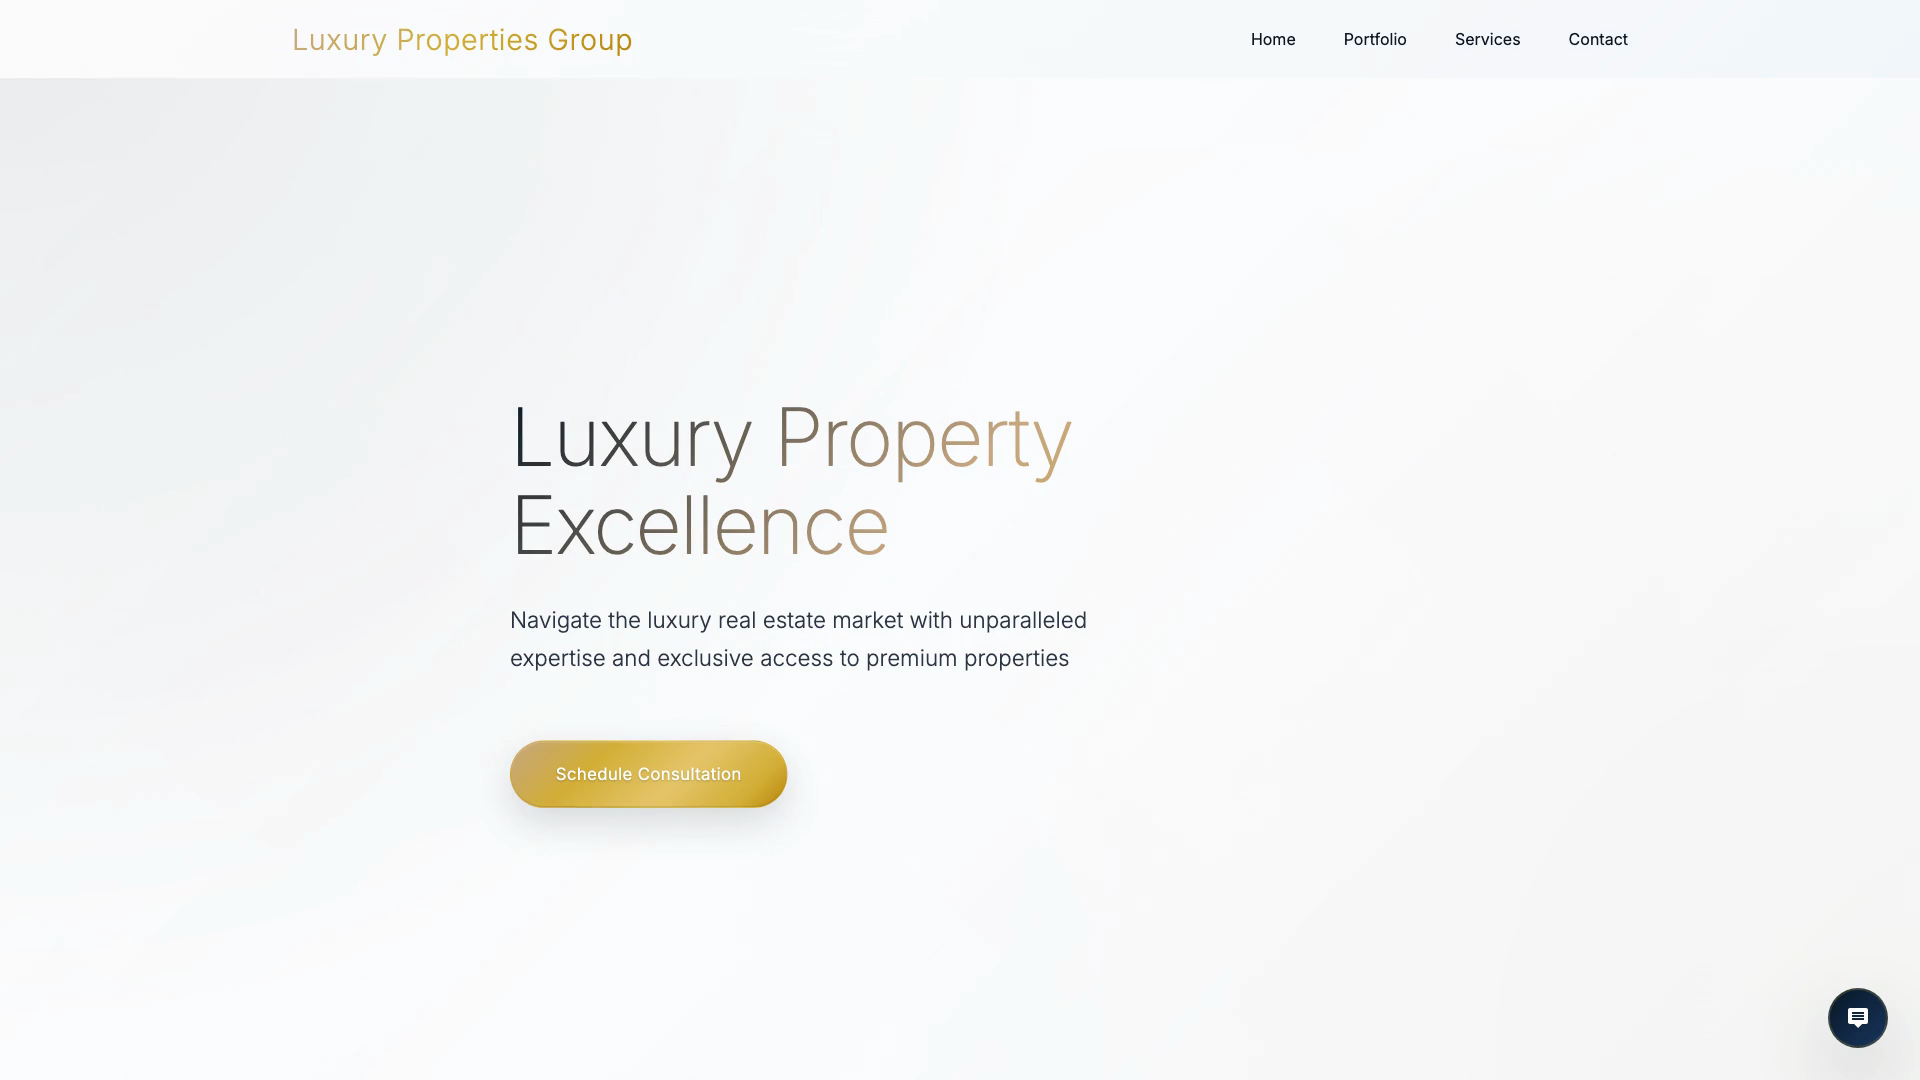 Luxury Properties Group
Home
Portfolio
Services
Contact
Luxury Property
Excellence
Navigate the luxury real estate market with unparalleled
expertise and exclusive access to premium properties
Schedule Consultation